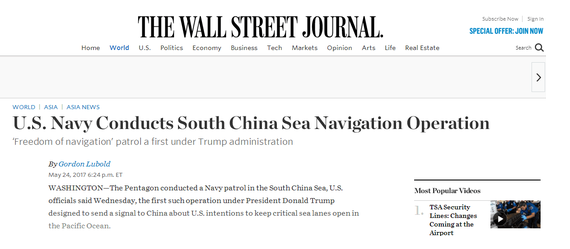 Subscribe Now | Sign In
THE WALL STREET JOURNAL.
SPECIAL OFFER: JOIN NOW
Home World U.S. Politics Economy Business Tech Markets Opinion Arts Life Real Estate
Search
WORLD | ASIA | ASIA NEWS
U.S. Navy Conducts South China Sea Navigation Operation
'Freedom of navigation' patrol a first under Trump administration
By Gordon Lubold
May 24, 2017 6:24 p.m. ET
WASHINGTON—The Pentagon conducted a Navy patrol in the South China Sea, U.S.
officials said Wednesday, the first such operation under President Donald Trump
designed to send a signal to China about U.S. intentions to keep critical sea lanes open in
the Pacific Ocean.
Most Popular Videos
1. TSA Security
Lines: Changes
Coming at the
Airport